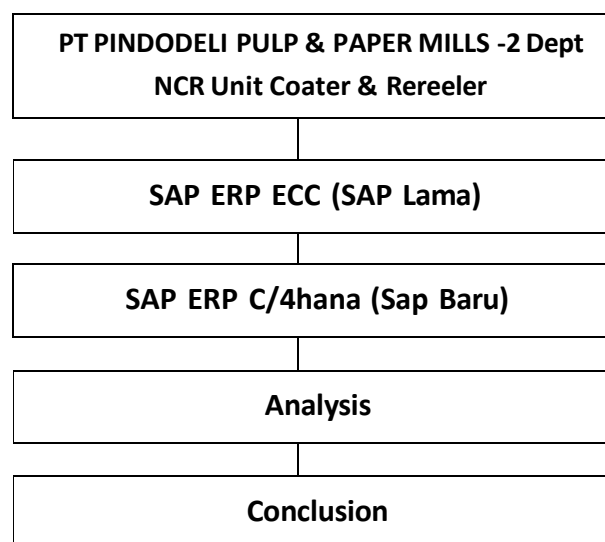 PT PINDODELI PULP & PAPER MILLS -2 Dept
NCR Unit Coater & Rereeler
SAP ERP ECC (SAP Lama)
SAP ERP C/4hana (Sap Baru)
Analysis
Conclusion